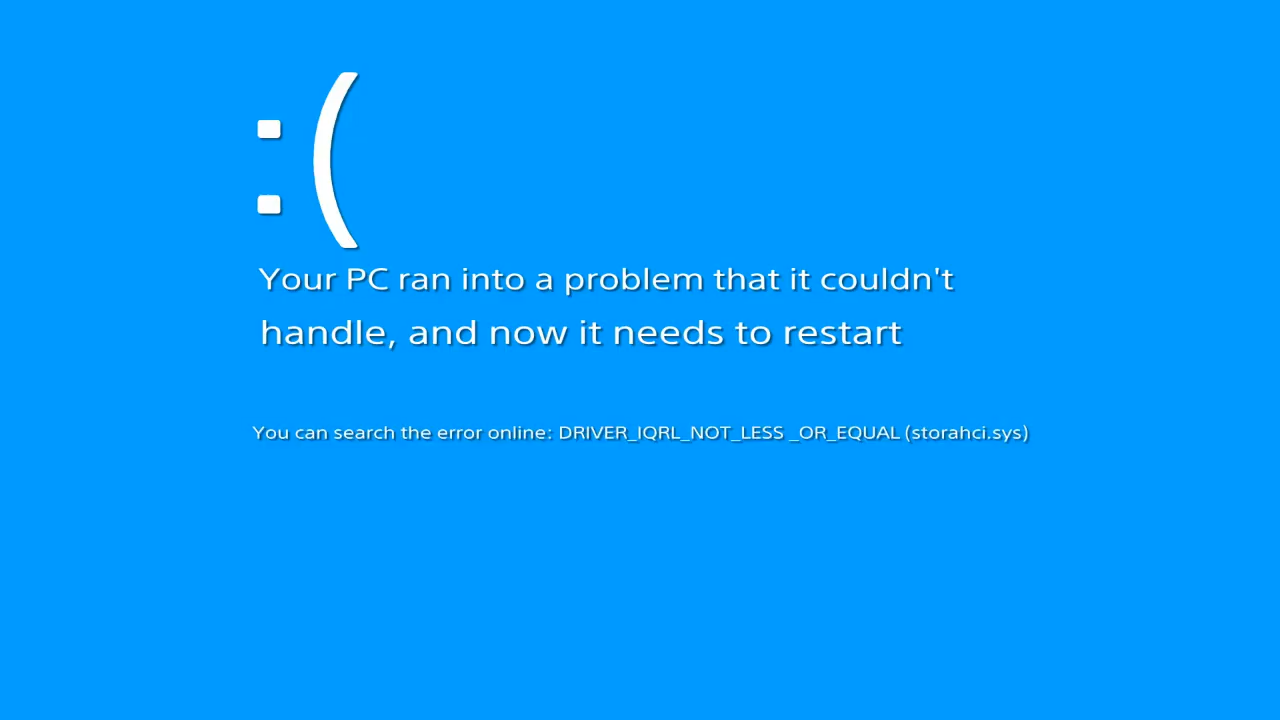 :(
Your PC ran into a problem that it couldn't
handle, and now it needs to restart
You can search the error online: DRIVER_IQRL_NOT_LESS _OR_EQUAL (storahci.sys)